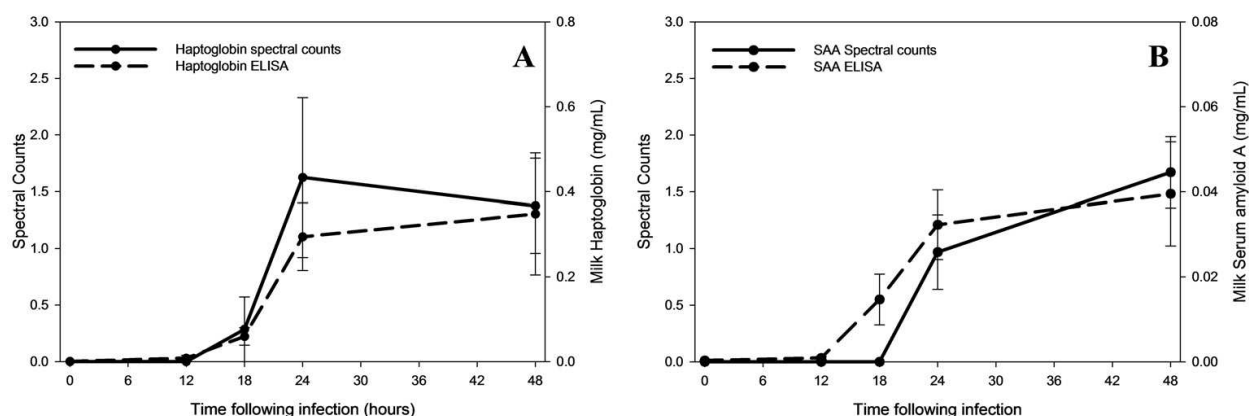 A
Haptoglobin spectral counts
Haptoglobin ELISA
Spectral Counts
3.0
2.5
2.0
1.5
1.0
0.5
0.0
0.8
0.6
0.4
0.2
0.0
Milk Haptoglobin (mg/mL)
0 6 12 18 24 30 36 42 48
Time following infection (hours)
B
SAA Spectral counts
SAA ELISA
Spectral Counts
3.0
2.5
2.0
1.5
1.0
0.5
0.0
0.08
0.06
0.04
0.02
0.00
Milk Serum amyloid A (mg/mL)
0 6 12 18 24 30 36 42 48
Time following infection